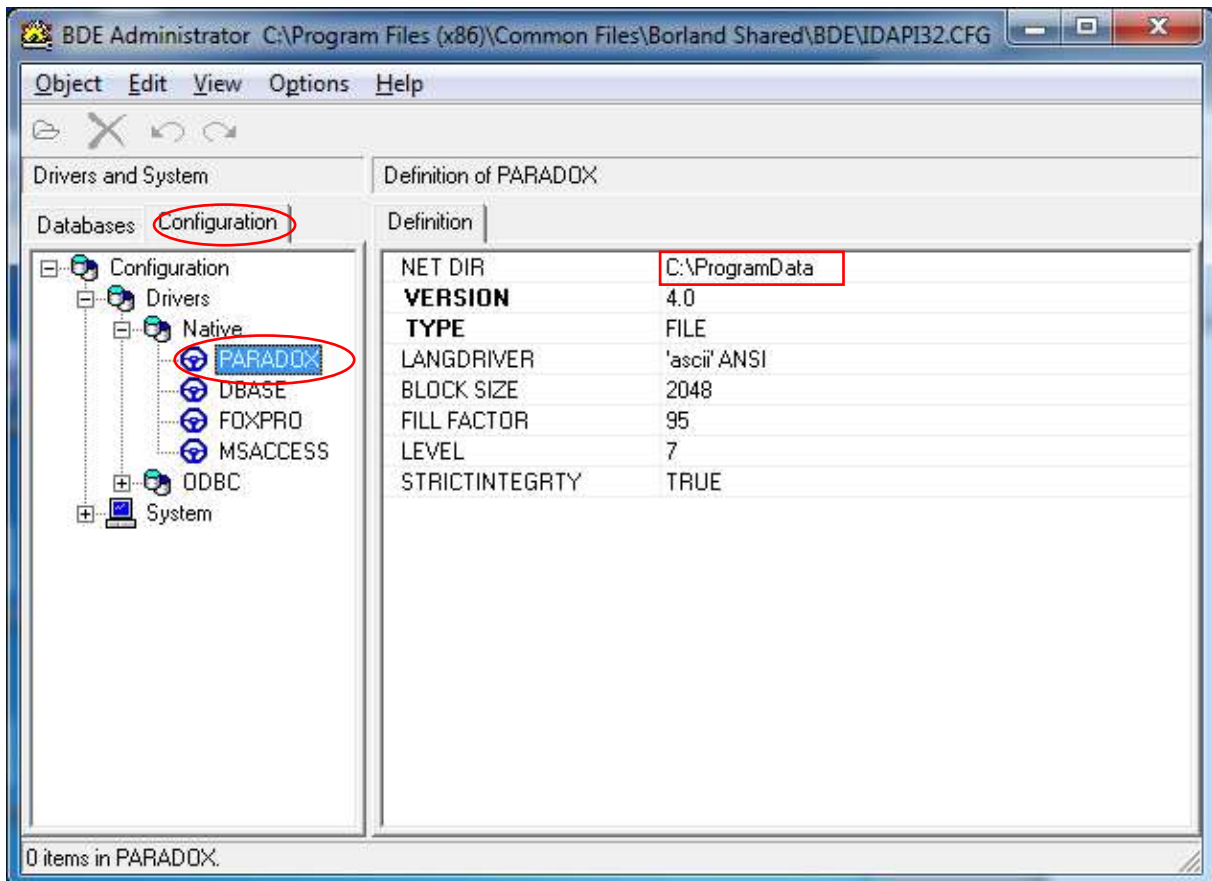 BDE Administrator C:\Program Files (x86)\Common Files\Borland Shared\BDE\IDAPI32.CFG
Object Edit View Options Help
Drivers and System
Definition of PARADOX
Databases Configuration
Definition
Configuration
Drivers
Native
PARADOX
DBASE
FOXPRO
MSACCESS
ODBC
System
NET DIR C:\ProgramData
VERSION 4.0
TYPE FILE
LANGDRIVER 'ascii' ANSI
BLOCK SIZE 2048
FILL FACTOR 95
LEVEL 7
STRICTINTEGRTY TRUE
0 items in PARADOX.